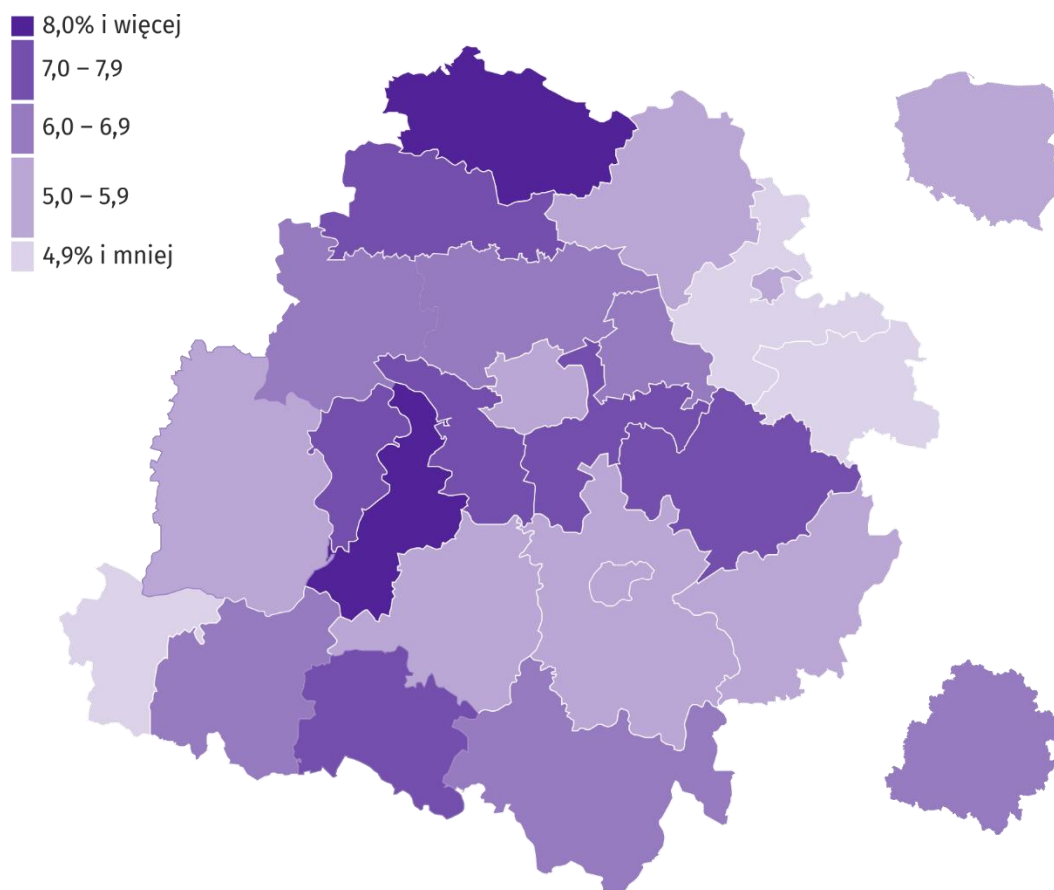 8,0% i więcej
7,0 – 7,9
6,0 – 6,9
5,0 – 5,9
4,9% i mniej